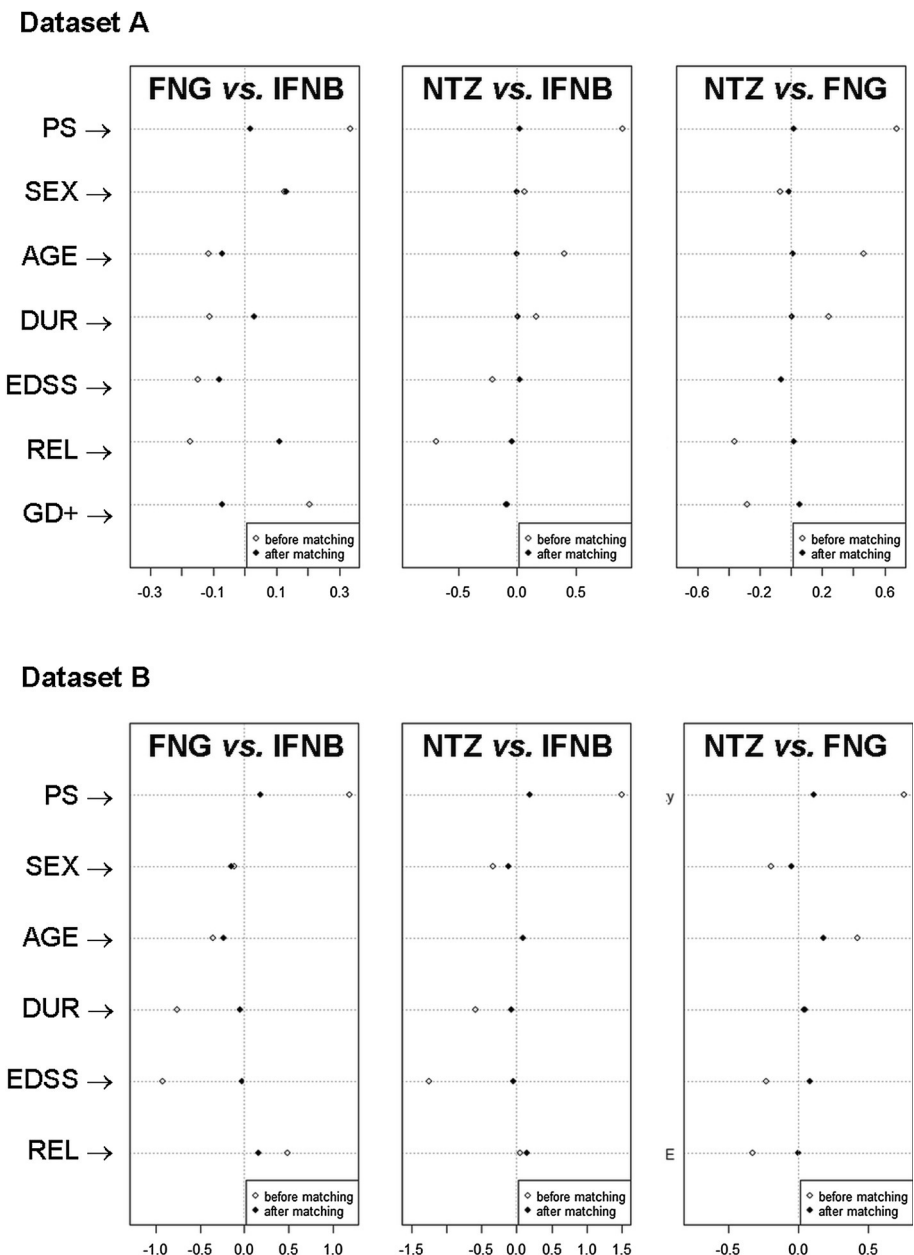 Dataset A
FNG vs. IFNB
NTZ vs. IFNB
NTZ vs. FNG
PS →
SEX →
AGE →
DUR →
EDSS →
REL →
GD+ →
before matching
after matching
before matching
after matching
before matching
after matching
-0.3 -0.1 0.1 0.3
-0.5 0.0 0.5
-0.6 -0.2 0.2 0.6
Dataset B
FNG vs. IFNB
NTZ vs. IFNB
NTZ vs. FNG
PS →
y
SEX →
AGE →
DUR →
EDSS →
REL →
E
before matching
after matching
before matching
after matching
before matching
after matching
-1.0 -0.5 0.0 0.5 1.0
-1.5 -0.5 0.0 0.5 1.0 1.5
-0.5 0.0 0.5